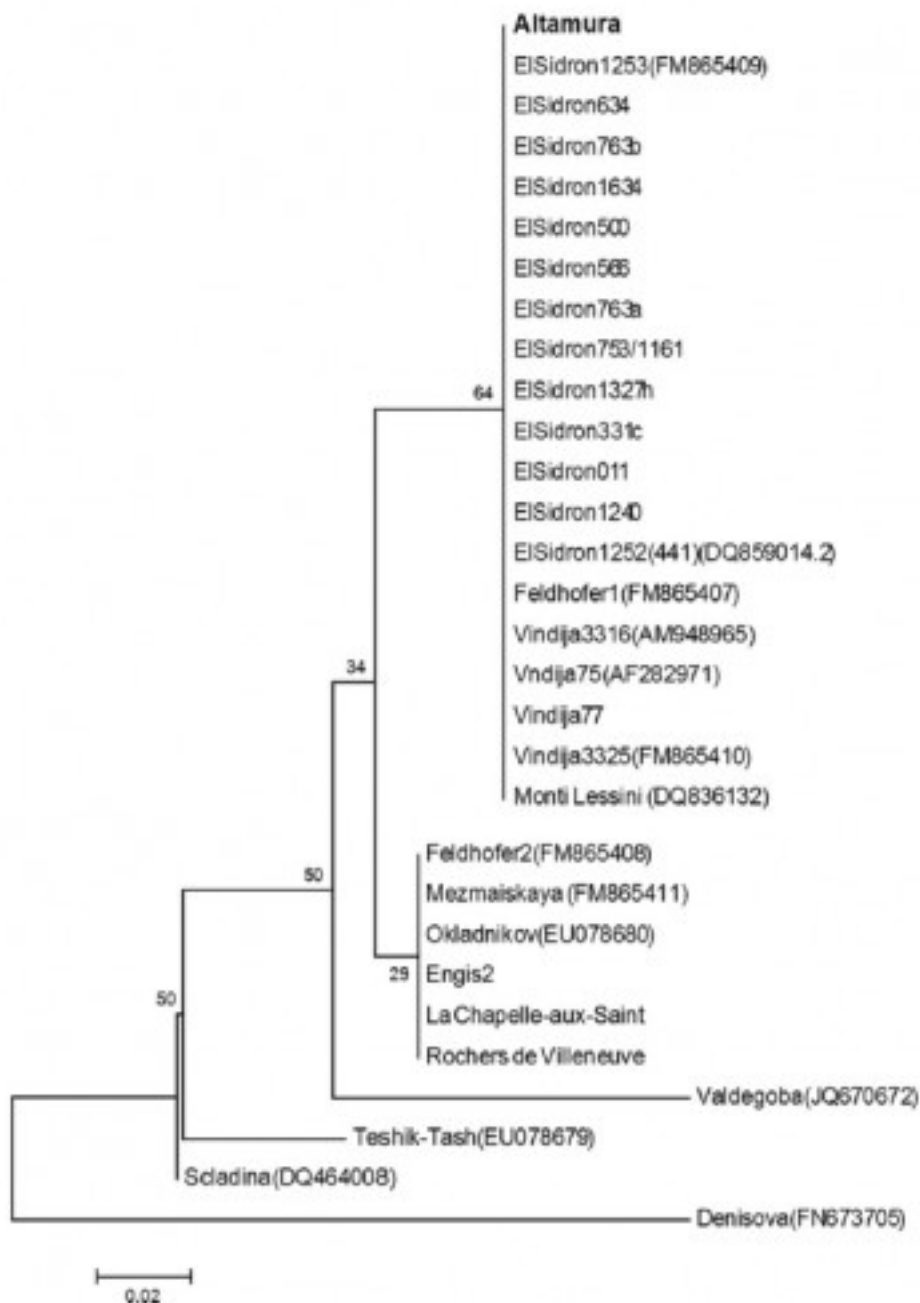 Altamura
ElSidron1253(FM865409)
ElSidron634
ElSidron763b
ElSidron1634
ElSidron500
ElSidron566
ElSidron763a
ElSidron753/1161
64
ElSidron1327h
ElSidron331c
ElSidron011
ElSidron1240
ElSidron1252(441)(DQ859014.2)
Feldhofer1(FM865407)
Vindija3316(AM948965)
34
Vndija75(AF282971)
Vindija77
Vindija3325(FM865410)
Monti Lessini (DQ836132)
Feldhofer2(FM865408)
50
Mezmaiskaya (FM865411)
Okladnikov(EU078680)
29
Engis2
50
La Chapelle-aux-Saint
Rochers de Villeneuve
Valdegoba(JQ670672)
Teshik-Tash(EU078679)
Scladina(DQ464008)
Denisova(FN673705)
0.02